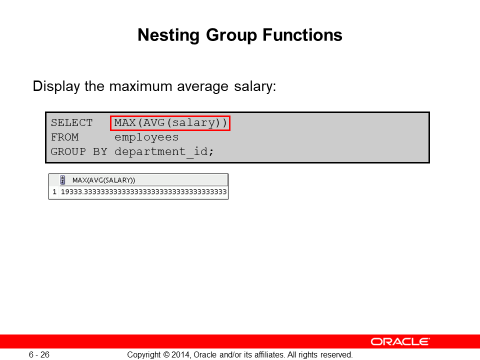 Nesting Group Functions
Display the maximum average salary:
SELECT MAX(AVG(salary))
FROM employees
GROUP BY department_id;
MAX(AVG(SALARY))
1 19333.3333333333333333333333333333333333
ORACLE
6 - 26 Copyright © 2014, Oracle and/or its affiliates. All rights reserved.